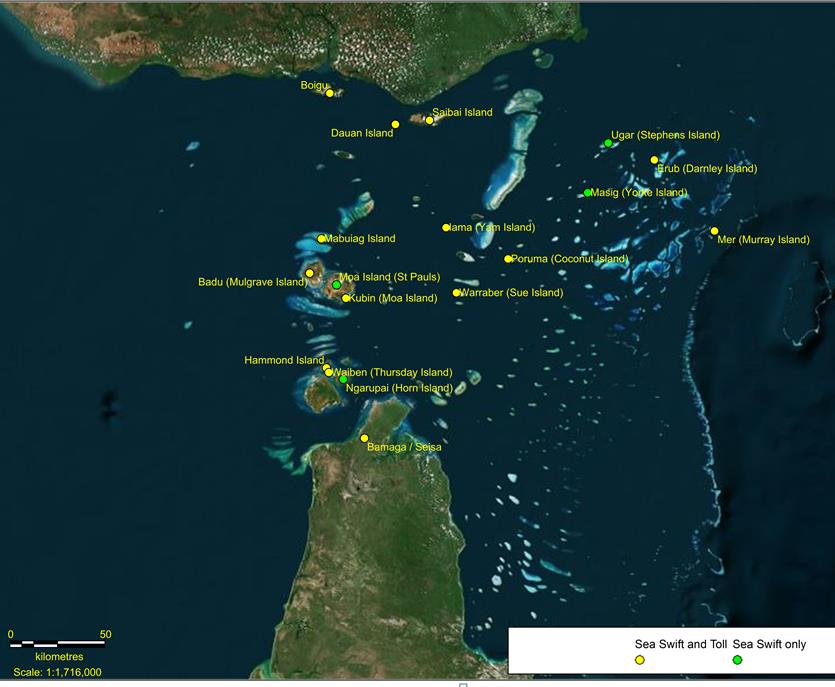 Boigu
Saibai Island
Dauan Island
Ugar (Stephens Island)
Erub (Darnley Island)
Masig (Yorke Island)
Iama (Yam Island)
Mabuiag Island
Mer (Murray Island)
Poruma (Coconut Island)
Moa Island (St Pauls)
Badu (Mulgrave Island)
Warraber (Sue Island)
Kubin (Moa Island)
Hammond Island
Waiben (Thursday Island)
Ngarupai (Horn Island)
Bamaga / Seisa
0 50
kilometres
Scale: 1:1,716,000
Sea Swift and Toll Sea Swift only